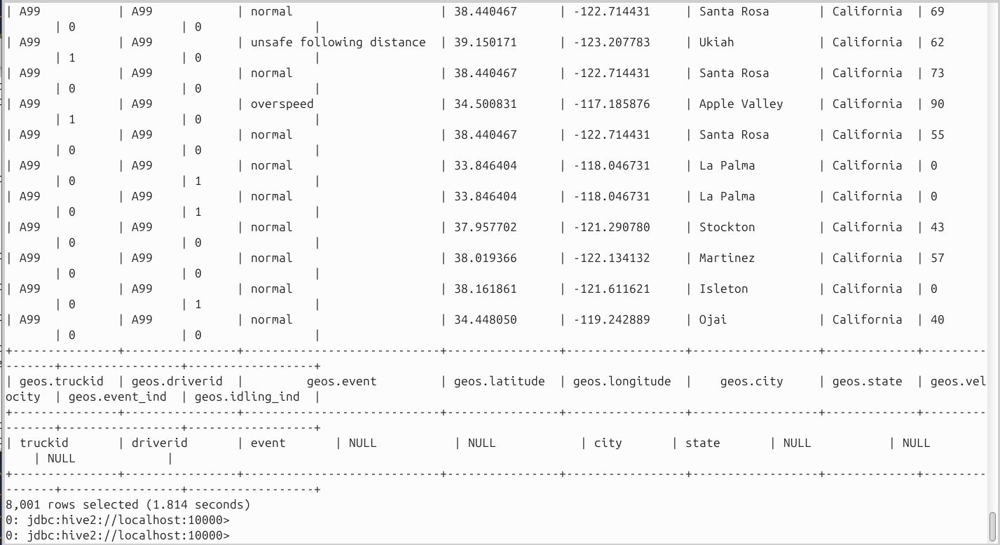 | A99 | A99 | normal | 38.440467 | -122.714431 | Santa Rosa | California | 69
| 0 | 0 |
| A99 | A99 | unsafe following distance | 39.150171 | -123.207783 | Ukiah | California | 62
| 1 | 0 |
| A99 | A99 | normal | 38.440467 | -122.714431 | Santa Rosa | California | 73
| 0 | 0 |
| A99 | A99 | overspeed | 34.500831 | -117.185876 | Apple Valley | California | 90
| 1 | 0 |
| A99 | A99 | normal | 38.440467 | -122.714431 | Santa Rosa | California | 55
| 0 | 0 |
| A99 | A99 | normal | 33.846404 | -118.046731 | La Palma | California | 0
| 0 | 1 |
| A99 | A99 | normal | 33.846404 | -118.046731 | La Palma | California | 0
| 0 | 1 |
| A99 | A99 | normal | 37.957702 | -121.290780 | Stockton | California | 43
| 0 | 0 |
| A99 | A99 | normal | 38.019366 | -122.134132 | Martinez | California | 57
| 0 | 0 |
| A99 | A99 | normal | 38.161861 | -121.611621 | Isleton | California | 0
| 0 | 1 |
| A99 | A99 | normal | 34.448050 | -119.242889 | Ojai | California | 40
| 0 | 0 |
+----------------+-----------------+-----------------------------+-----------------+------------------+-------------------+--------------+---------
-------+-----------------+------------------+
| geos.truckid | geos.driverid | geos.event | geos.latitude | geos.longitude | geos.city | geos.state | geos.vel
ocity | geos.event_ind | geos.idling_ind |
+----------------+-----------------+-----------------------------+-----------------+------------------+-------------------+--------------+---------
-------+-----------------+------------------+
| truckid | driverid | event | NULL | NULL | city | state | NULL | NULL
| NULL |
+----------------+-----------------+-----------------------------+-----------------+------------------+-------------------+--------------+---------
-------+-----------------+------------------+
8,001 rows selected (1.814 seconds)
0: jdbc:hive2://localhost:10000>
0: jdbc:hive2://localhost:10000>